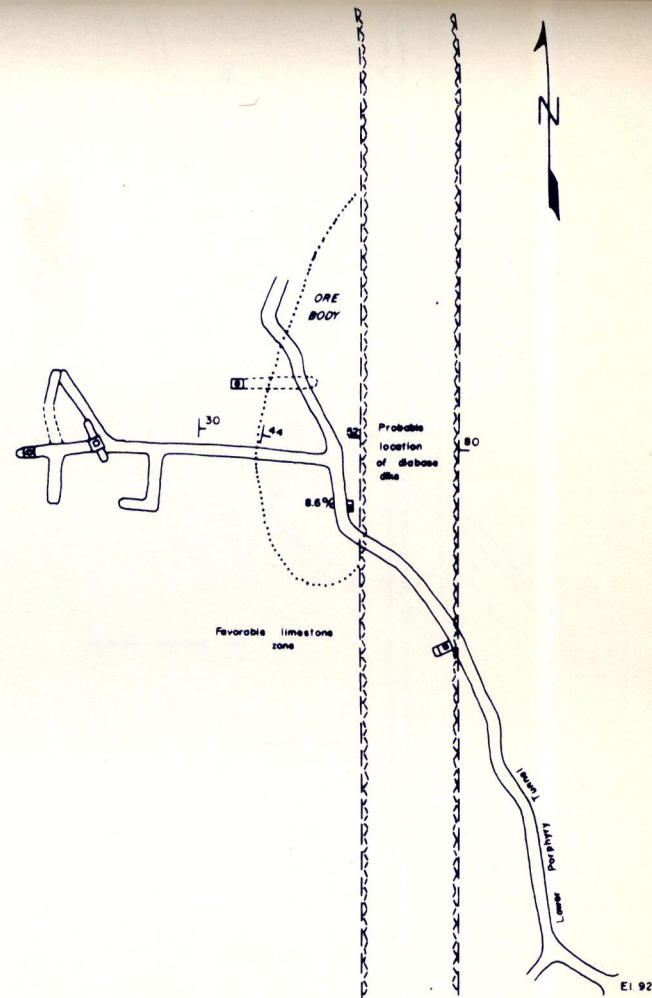 N
ORE
BODY
30
44
52
Probable
location
of diabase
dike
80
8.6%
Favorable limestone
zone
Lower Porphyry Tunnel
El. 92